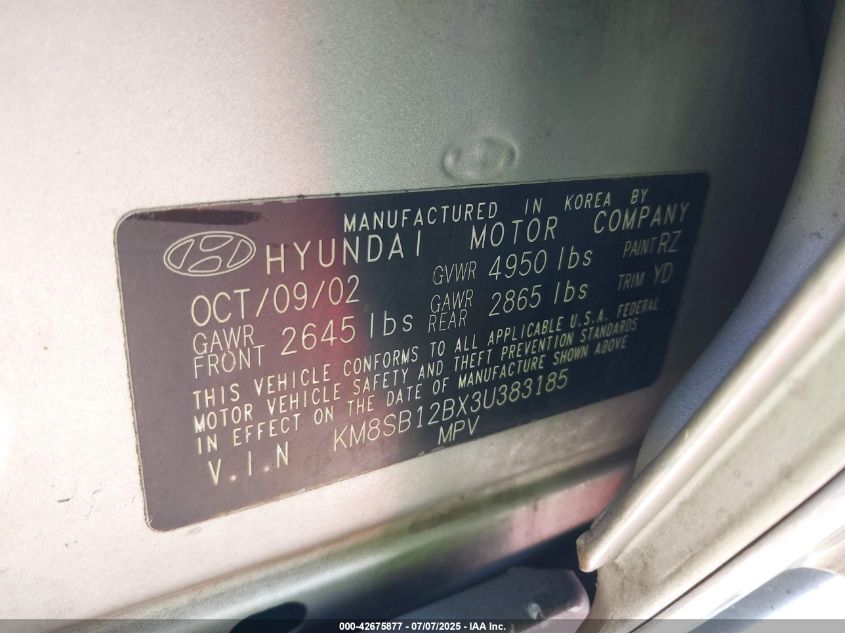 MANUFACTURED IN KOREA BY
HYUNDAI MOTOR COMPANY
OCT/09/02 GVWR 4950 lbs PAINT RZ
GAWR FRONT 2645 lbs GAWR REAR 2865 lbs TRIM YD
THIS VEHICLE CONFORMS TO ALL APPLICABLE U.S.A. FEDERAL
MOTOR VEHICLE SAFETY AND THEFT PREVENTION STANDARDS
IN EFFECT ON THE DATE OF MANUFACTURE SHOWN ABOVE
V.I.N KM8SB12BX3U383185
MPV
000-42675877 - 07/07/2025 - IAA Inc.